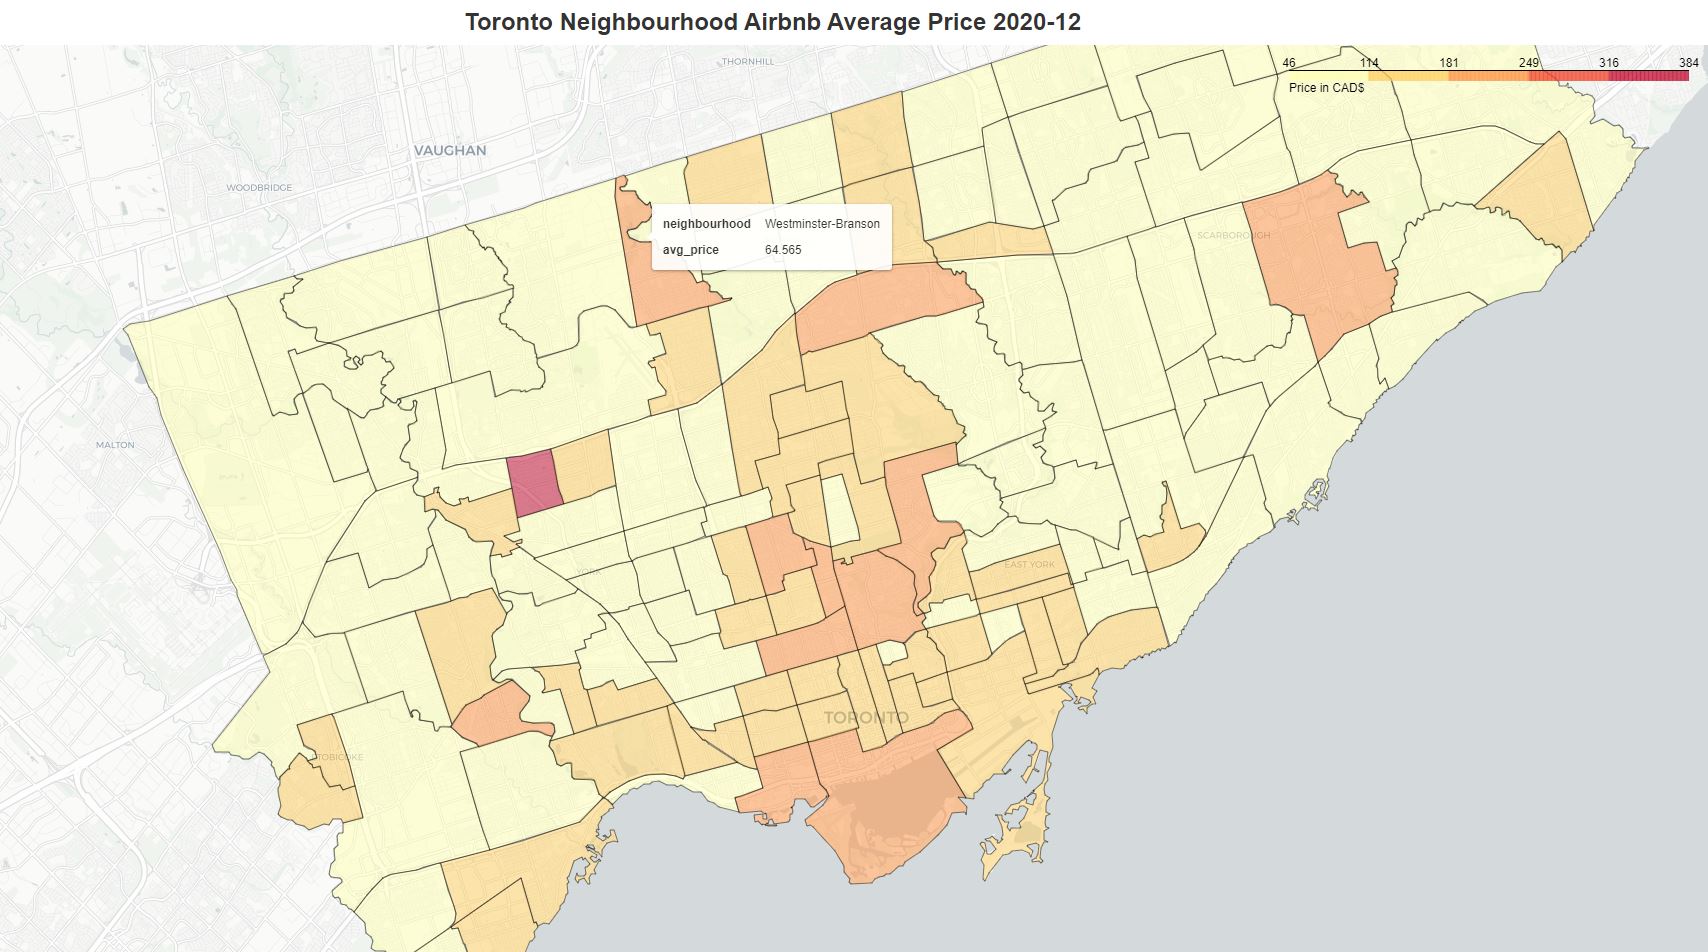 Toronto Neighbourhood Airbnb Average Price 2020-12
THORNHILL
46 114 181 249 316 384
Price in CAD$
VAUGHAN
WOODBRIDGE
neighbourhood Westminster-Branson
avg_price 64.565
SCARBOROUGH
MALTON
EAST YORK
YORK
TORONTO
ETOBICOKE